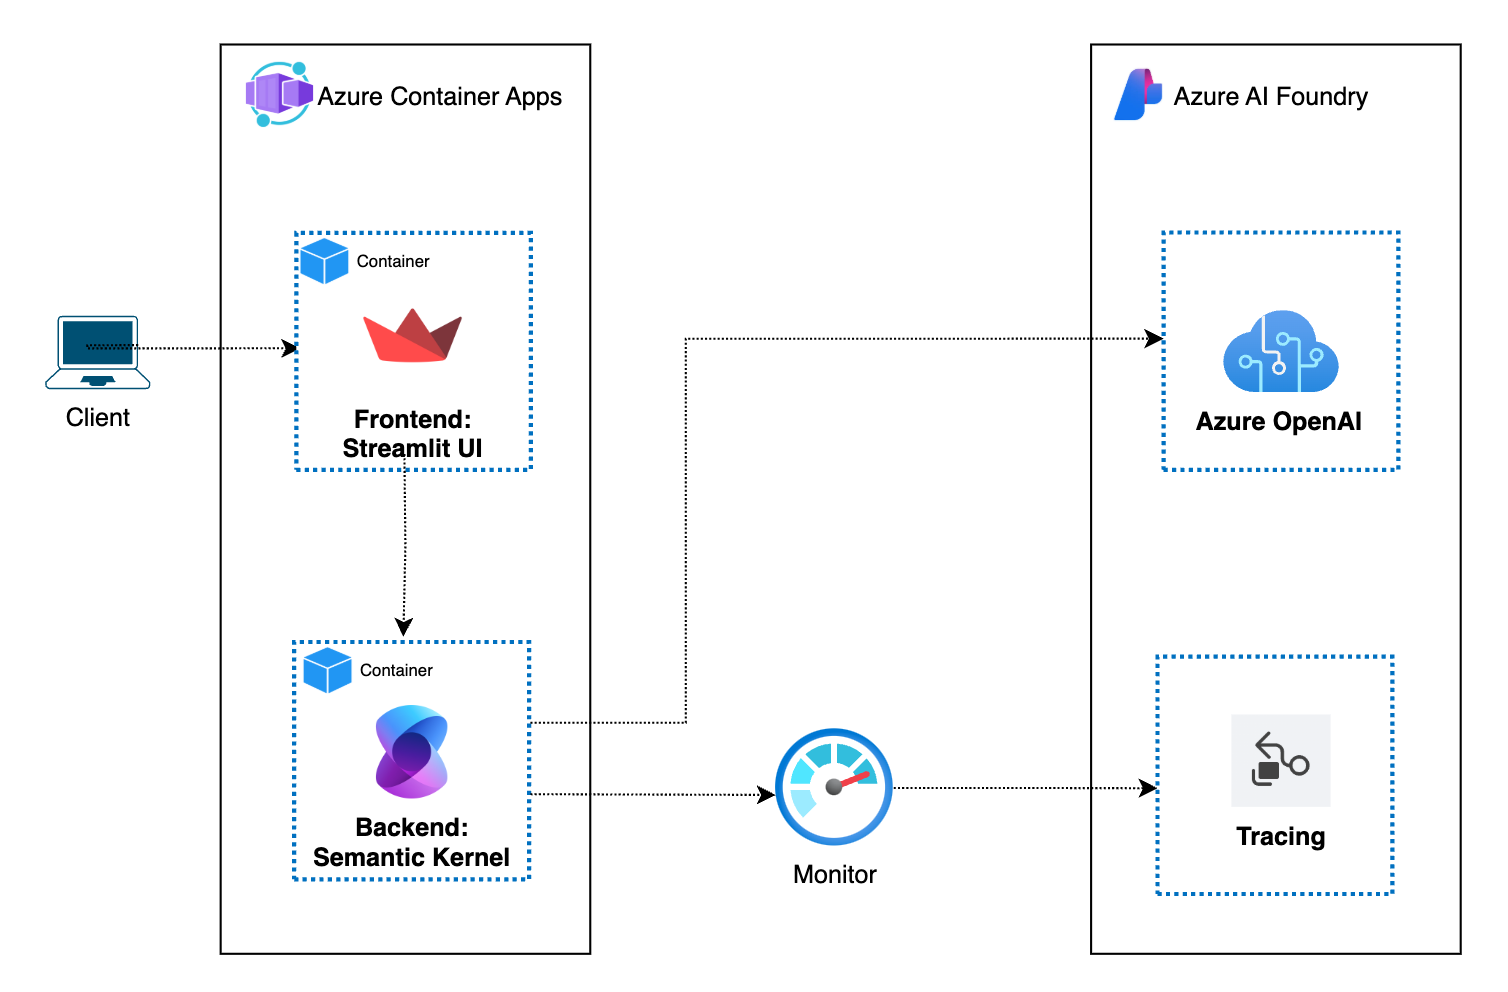 Azure Container Apps
Azure AI Foundry
Container
Frontend:
Streamlit UI
Client
Azure OpenAI
Container
Backend:
Semantic Kernel
Monitor
Tracing